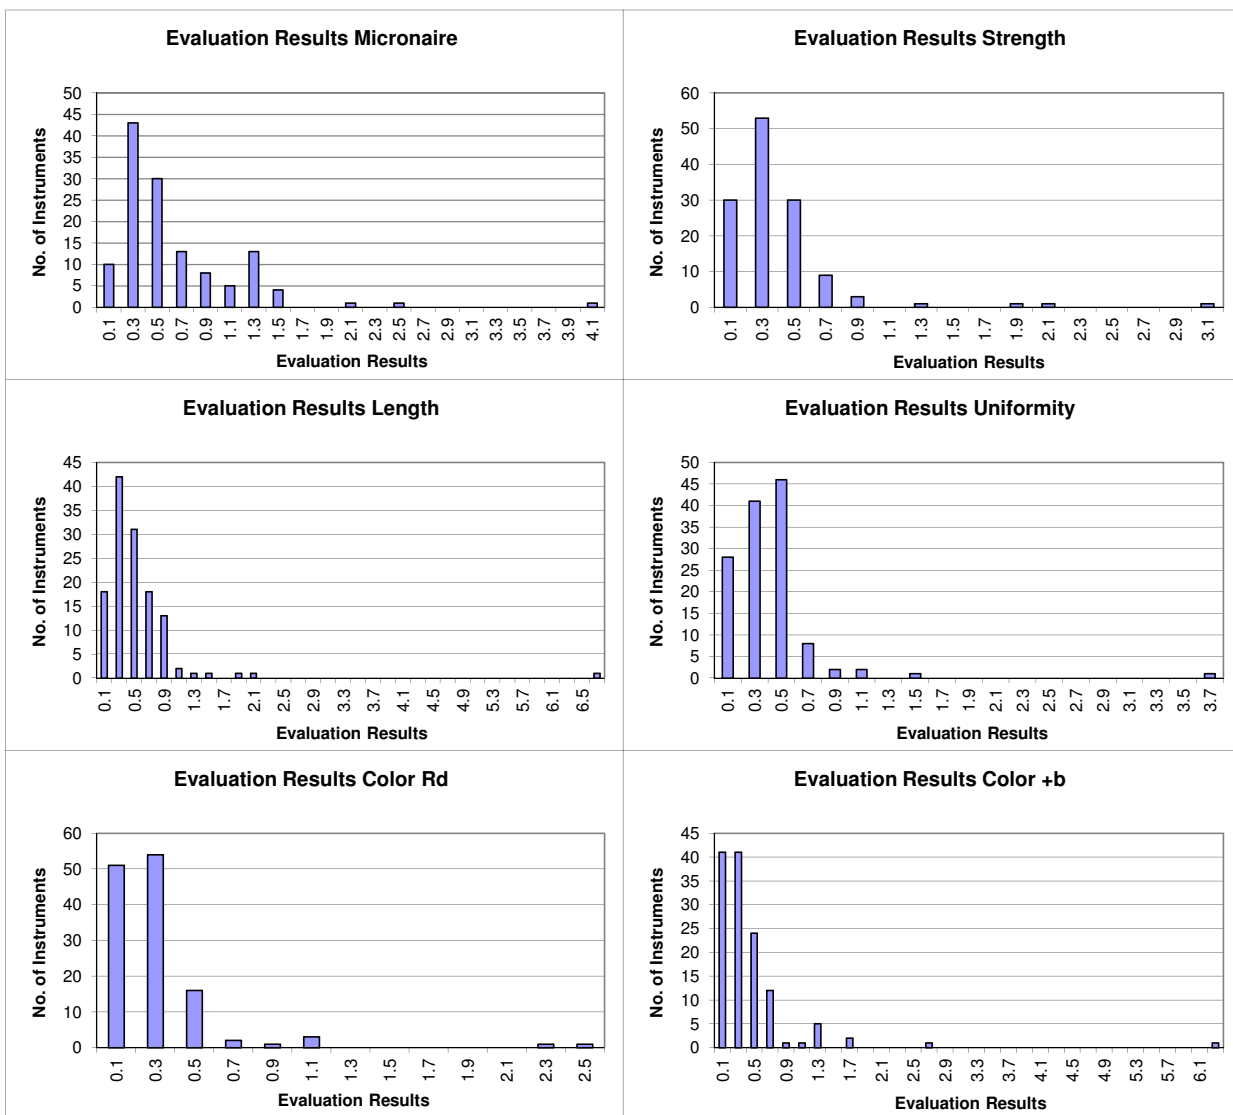 Evaluation Results Micronaire
No. of Instruments
50
45
40
35
30
25
20
15
10
5
0
0.1 0.3 0.5 0.7 0.9 1.1 1.3 1.5 1.7 1.9 2.1 2.3 2.5 2.7 2.9 3.1 3.3 3.5 3.7 3.9 4.1
Evaluation Results
Evaluation Results Strength
No. of Instruments
60
50
40
30
20
10
0
0.1 0.3 0.5 0.7 0.9 1.1 1.3 1.5 1.7 1.9 2.1 2.3 2.5 2.7 2.9 3.1
Evaluation Results
Evaluation Results Length
No. of Instruments
45
40
35
30
25
20
15
10
5
0
0.1 0.5 0.9 1.3 1.7 2.1 2.5 2.9 3.3 3.7 4.1 4.5 4.9 5.3 5.7 6.1 6.5
Evaluation Results
Evaluation Results Uniformity
No. of Instruments
50
45
40
35
30
25
20
15
10
5
0
0.1 0.3 0.5 0.7 0.9 1.1 1.3 1.5 1.7 1.9 2.1 2.3 2.5 2.7 2.9 3.1 3.3 3.5 3.7
Evaluation Results
Evaluation Results Color Rd
No. of Instruments
60
50
40
30
20
10
0
0.1 0.3 0.5 0.7 0.9 1.1 1.3 1.5 1.7 1.9 2.1 2.3 2.5
Evaluation Results
Evaluation Results Color +b
No. of Instruments
45
40
35
30
25
20
15
10
5
0
0.1 0.5 0.9 1.3 1.7 2.1 2.5 2.9 3.3 3.7 4.1 4.5 4.9 5.3 5.7 6.1
Evaluation Results